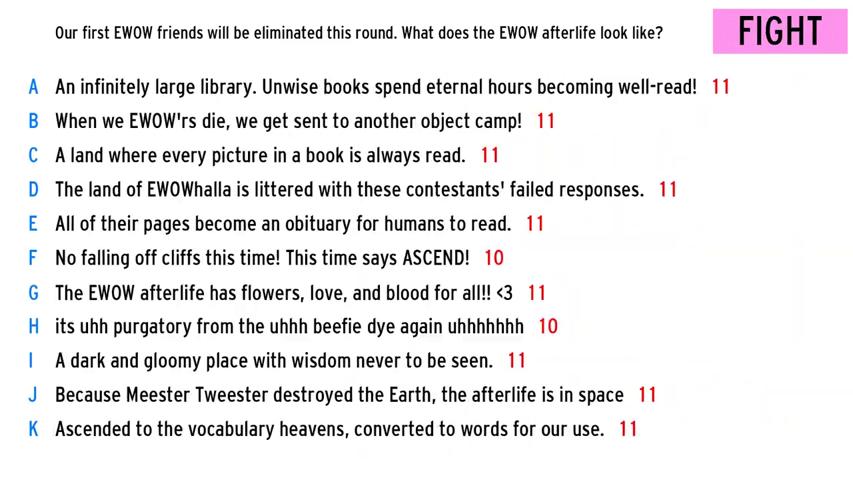 Our first EWOW friends will be eliminated this round. What does the EWOW afterlife look like?
FIGHT
A An infinitely large library. Unwise books spend eternal hours becoming well-read! 11
B When we EWOW'rs die, we get sent to another object camp! 11
C A land where every picture in a book is always read. 11
D The land of EWOWhalla is littered with these contestants' failed responses. 11
E All of their pages become an obituary for humans to read. 11
F No falling off cliffs this time! This time says ASCEND! 10
G The EWOW afterlife has flowers, love, and blood for all!! <3 11
H its uhh purgatory from the uhhh beefie dye again uhhhhhhh 10
I A dark and gloomy place with wisdom never to be seen. 11
J Because Meester Tweester destroyed the Earth, the afterlife is in space 11
K Ascended to the vocabulary heavens, converted to words for our use. 11